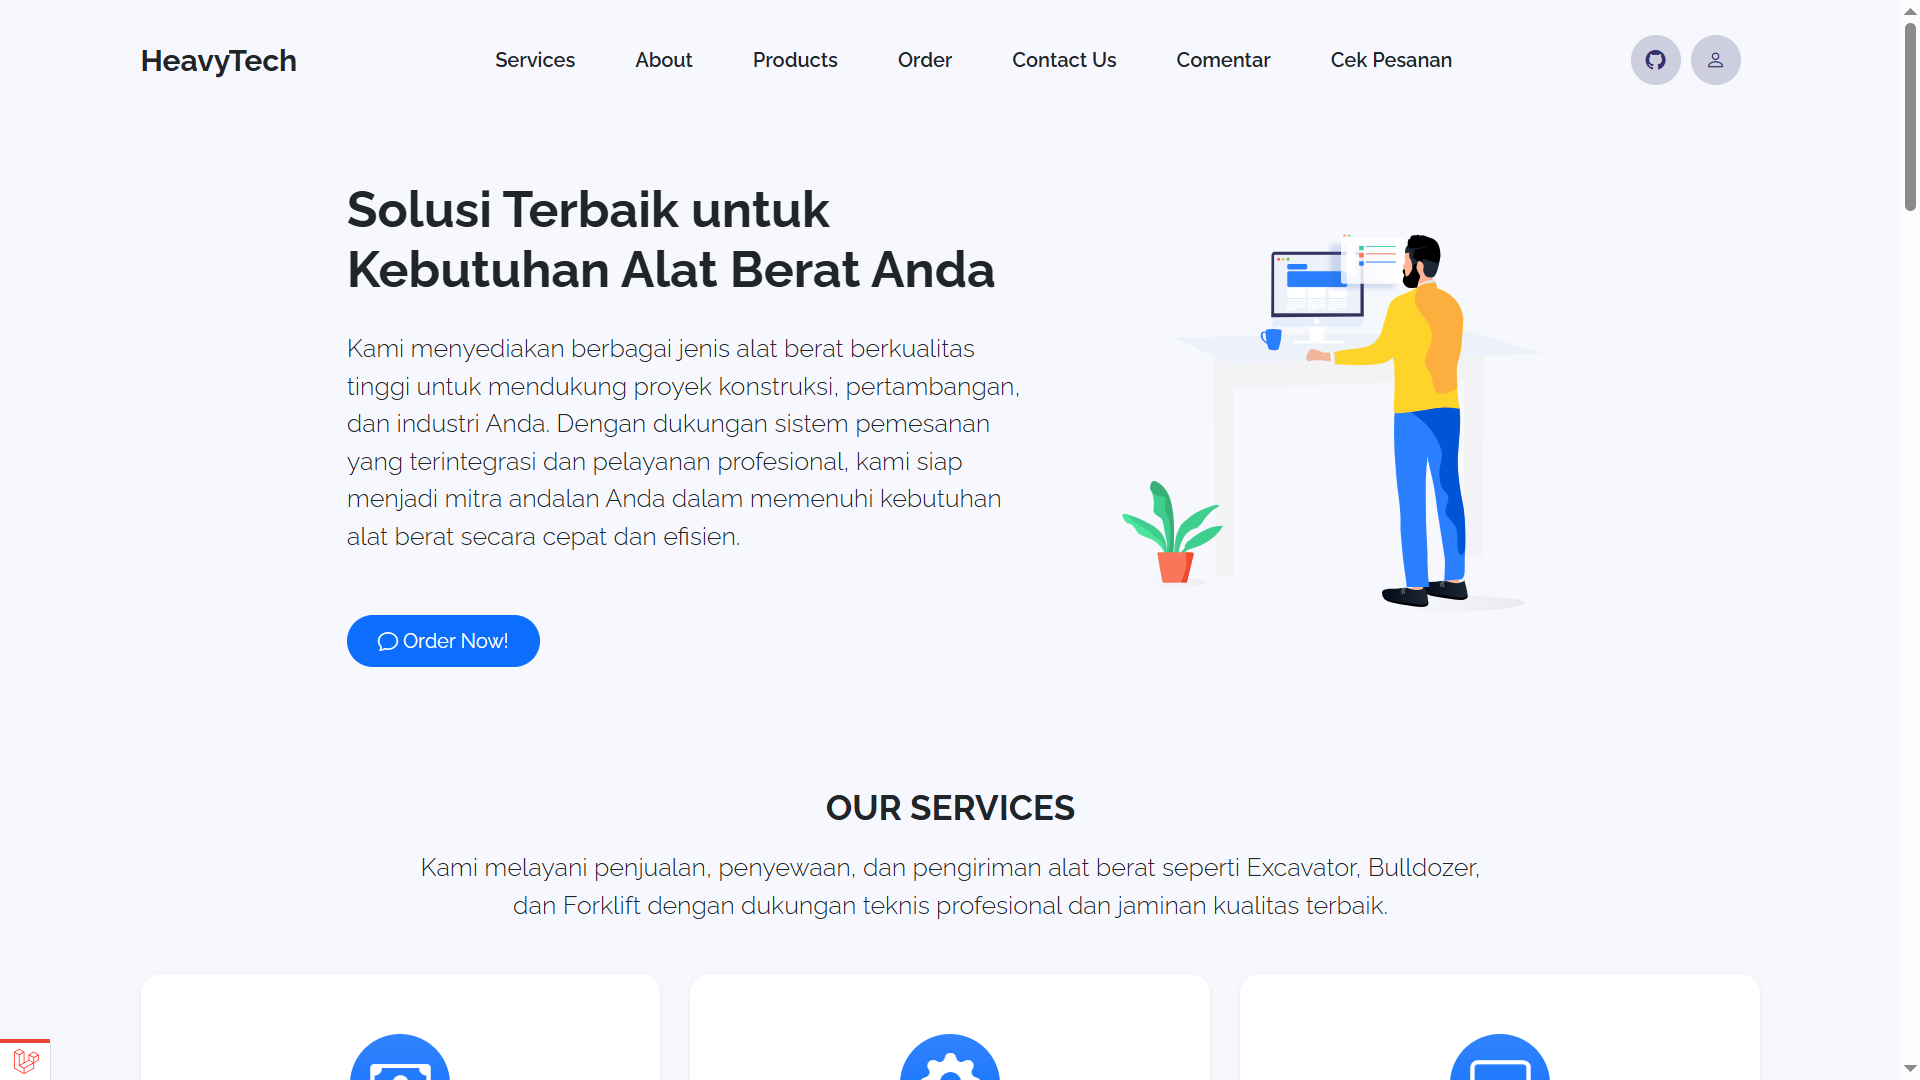 HeavyTech
Services
About
Products
Order
Contact Us
Comentar
Cek Pesanan
Solusi Terbaik untuk
Kebutuhan Alat Berat Anda
Kami menyediakan berbagai jenis alat berat berkualitas
tinggi untuk mendukung proyek konstruksi, pertambangan,
dan industri Anda. Dengan dukungan sistem pemesanan
yang terintegrasi dan pelayanan profesional, kami siap
menjadi mitra andalan Anda dalam memenuhi kebutuhan
alat berat secara cepat dan efisien.
Order Now!
OUR SERVICES
Kami melayani penjualan, penyewaan, dan pengiriman alat berat seperti Excavator, Bulldozer,
dan Forklift dengan dukungan teknis profesional dan jaminan kualitas terbaik.